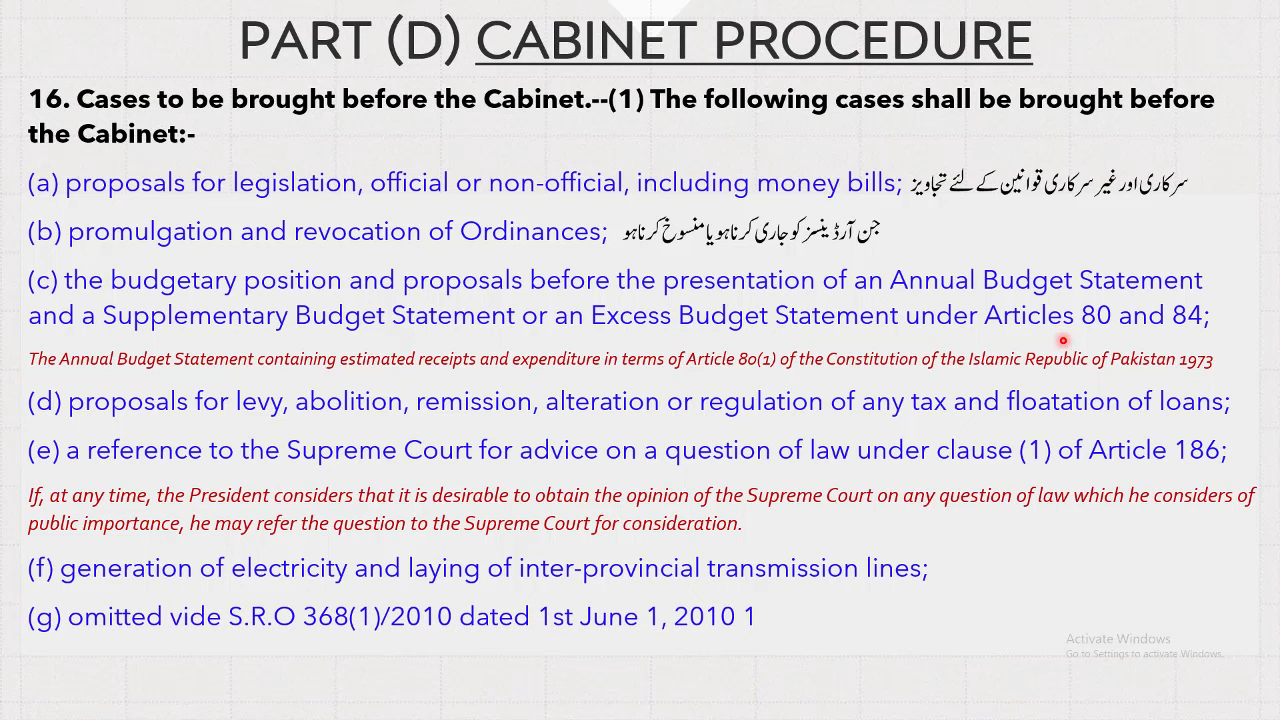 PART (D) CABINET PROCEDURE
16. Cases to be brought before the Cabinet.--(1) The following cases shall be brought before
the Cabinet:-
(a) proposals for legislation, official or non-official, including money bills; سرکاری اور غیر سرکاری قوانین کے لئے تجاویز
(b) promulgation and revocation of Ordinances; جن آرڈیننسز کو جاری کرنا ہو یا منسوخ کرنا ہو
(c) the budgetary position and proposals before the presentation of an Annual Budget Statement
and a Supplementary Budget Statement or an Excess Budget Statement under Articles 80 and 84;
The Annual Budget Statement containing estimated receipts and expenditure in terms of Article 80(1) of the Constitution of the Islamic Republic of Pakistan 1973
(d) proposals for levy, abolition, remission, alteration or regulation of any tax and floatation of loans;
(e) a reference to the Supreme Court for advice on a question of law under clause (1) of Article 186;
If, at any time, the President considers that it is desirable to obtain the opinion of the Supreme Court on any question of law which he considers of
public importance, he may refer the question to the Supreme Court for consideration.
(f) generation of electricity and laying of inter-provincial transmission lines;
(g) omitted vide S.R.O 368(1)/2010 dated 1st June 1, 2010 1
Activate Windows
Go to Settings to activate Windows.